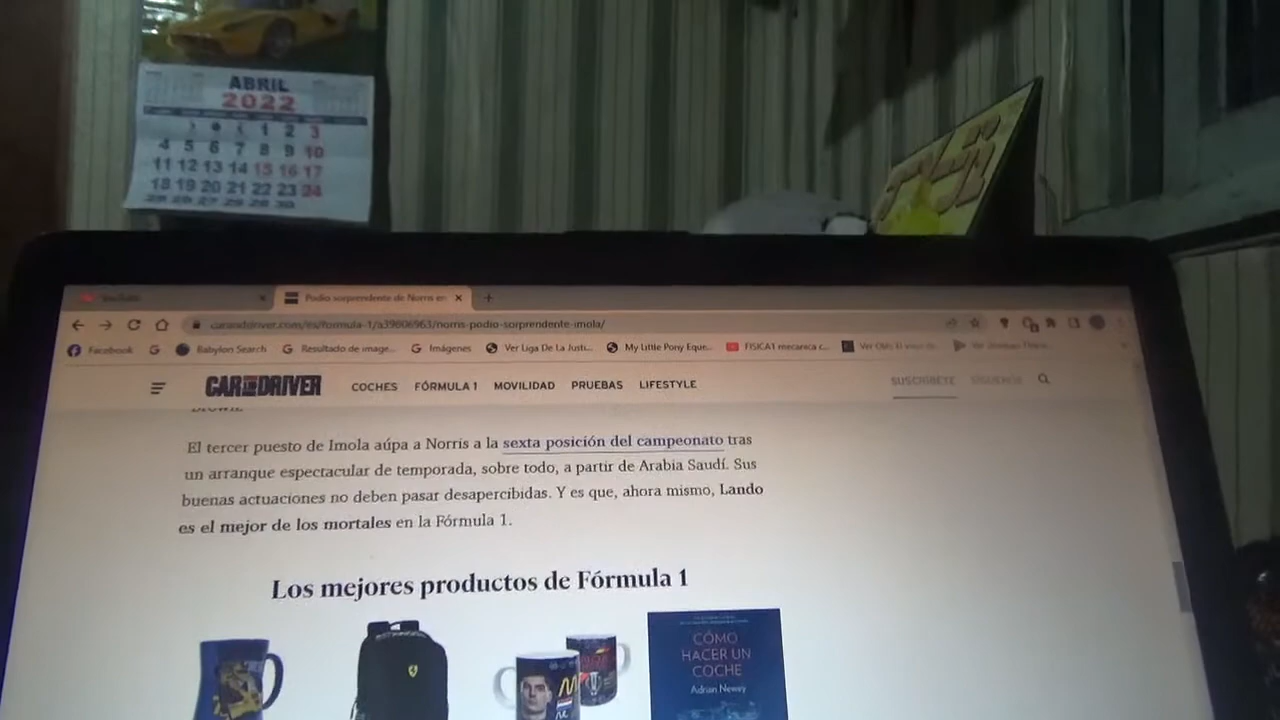 ABRIL
2022
1 2 3
4 5 6 7 8 9 10
11 12 13 14 15 16 17
18 19 20 21 22 23 24
YouTube
Podio sorprendente de Norris en
caranddriver.com/es/formula-1/a39806963/norris-podio-sorprendente-imola/
Facebook
Babylon Search
Resultado de image...
Imágenes
Ver Liga De La Justi...
My Little Pony Eque...
FISICA1 mecanica c...
CAR AND DRIVER
COCHES FÓRMULA 1 MOVILIDAD PRUEBAS LIFESTYLE
SUSCRÍBETE SÍGUENOS
El tercer puesto de Imola aúpa a Norris a la sexta posición del campeonato tras
un arranque espectacular de temporada, sobre todo, a partir de Arabia Saudí. Sus
buenas actuaciones no deben pasar desapercibidas. Y es que, ahora mismo, Lando
es el mejor de los mortales en la Fórmula 1.
Los mejores productos de Fórmula 1
CÓMO
HACER UN
COCHE
Adrian Newey